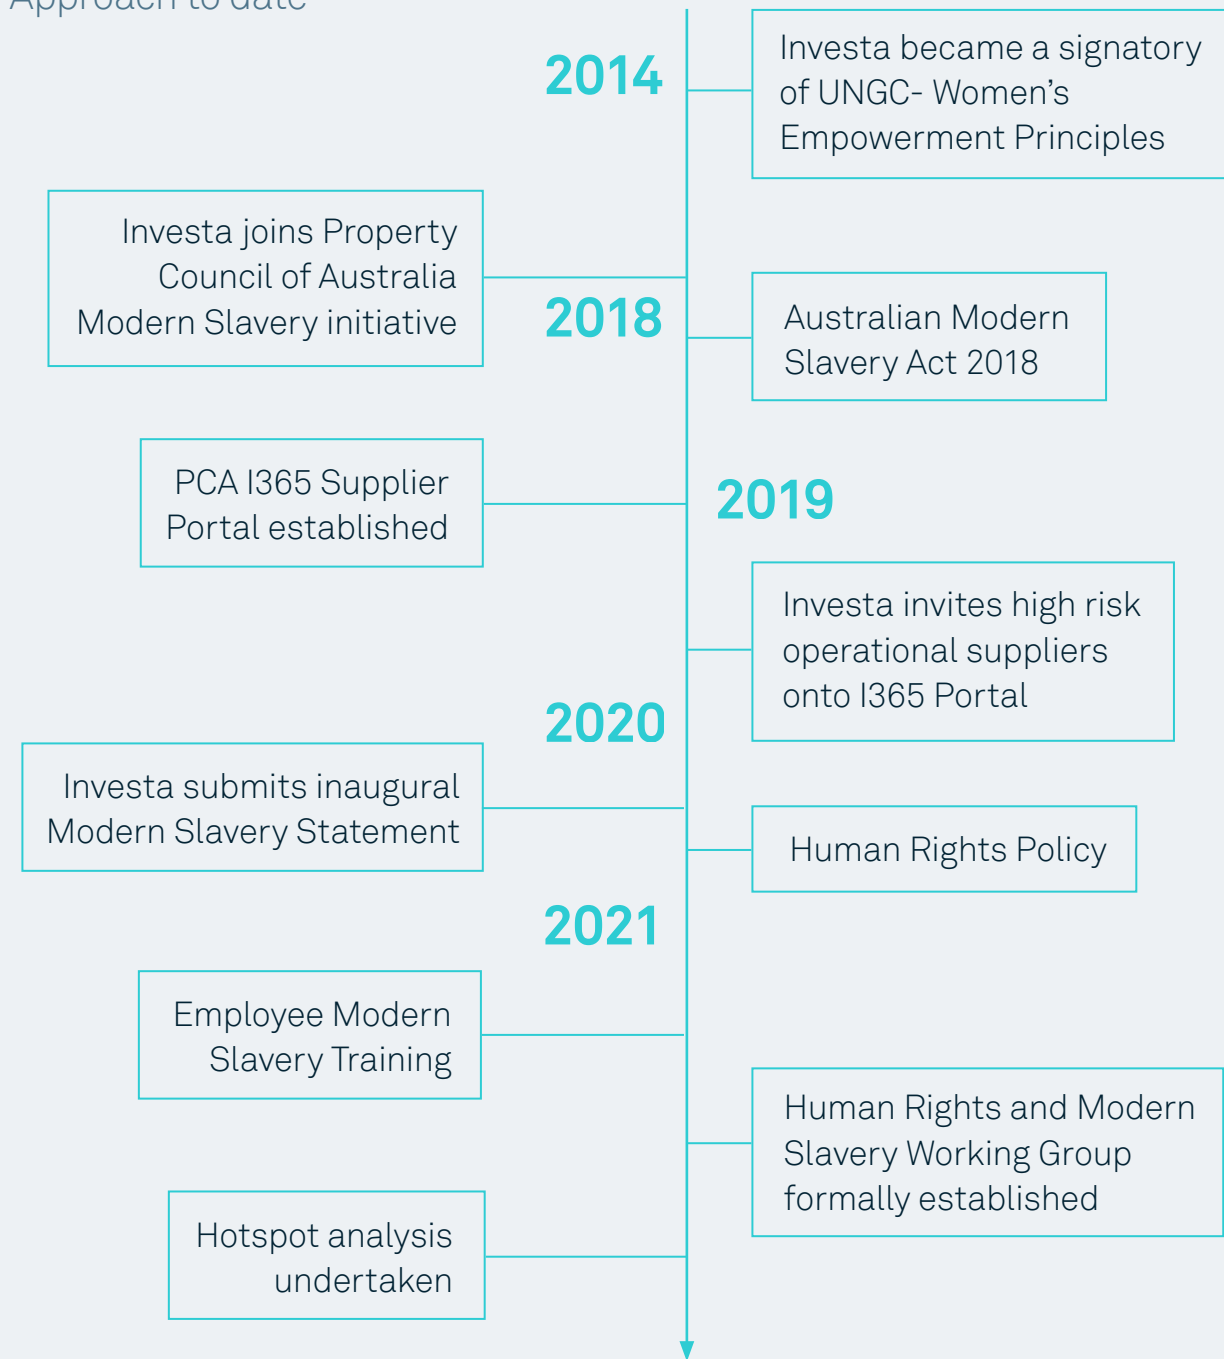 Approach to date
2014
Investa became a signatory
of UNGC- Women's
Empowerment Principles
Investa joins Property
Council of Australia
Modern Slavery initiative
2018
Australian Modern
Slavery Act 2018
PCA I365 Supplier
Portal established
2019
Investa invites high risk
operational suppliers
onto I365 Portal
2020
Investa submits inaugural
Modern Slavery Statement
Human Rights Policy
2021
Employee Modern
Slavery Training
Human Rights and Modern
Slavery Working Group
formally established
Hotspot analysis
undertaken